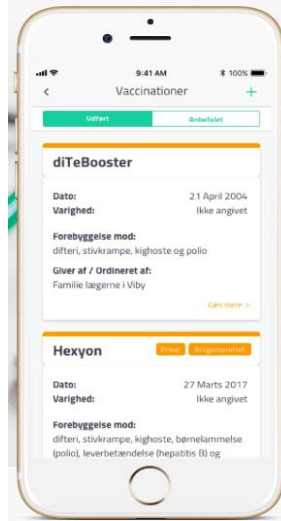 9:41 AM
100%
Vaccinationer
Udført
Anbefalet
diTeBooster
Dato: 21 April 2004
Varighed: Ikke angivet
Forebyggelse mod:
difteri, stivkrampe, kighoste og polio
Giver af / Ordineret af:
Familie lægerne i Viby
Læs mere >
Hexyon Privat Brugeroprettet
Dato: 27 Marts 2017
Varighed: Ikke angivet
Forebyggelse mod:
difteri, stivkrampe, kighoste, børnelammelse
(polio), leverbetændelse (hepatitis B) og